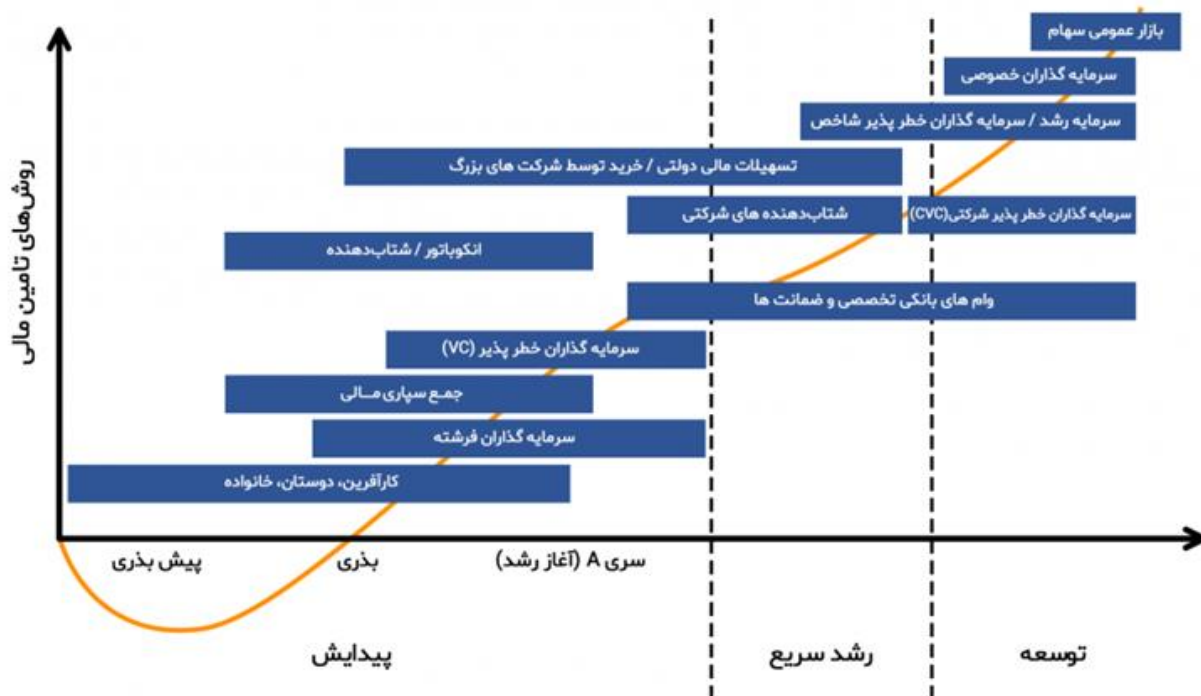 بازار عمومی سهام
سرمایه گذاران خصوصی
سرمایه رشد / سرمایه گذاران خطر پذیر شاخص
تسهیلات مالی دولتی / خرید توسط شرکت های بزرگ
شتاب‌دهنده های شرکتی
سرمایه گذاران خطر پذیر شرکتی(CVC)
انکوباتور / شتاب‌دهنده
وام های بانکی تخصصی و ضمانت ها
سرمایه گذاران خطر پذیر (VC)
جمـع سپاری مــالی
سرمایه گذاران فرشته
کارآفرین، دوستان، خانواده
روش‌های تامین مالی
پیش بذری
بذری
سری A (آغاز رشد)
پیدایش
رشد سریع
توسعه